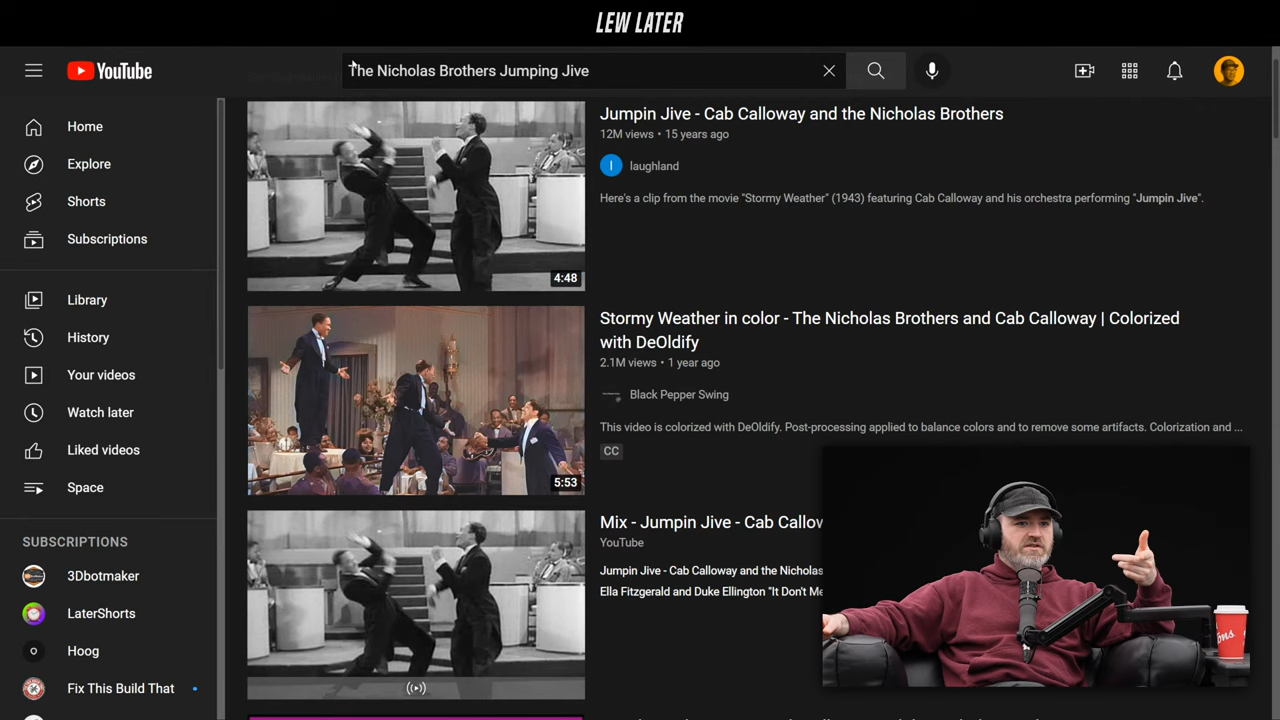 LEW LATER
YouTube
The Nicholas Brothers Jumping Jive
Home
Explore
Shorts
Subscriptions
Library
History
Your videos
Watch later
Liked videos
Space
SUBSCRIPTIONS
3Dbotmaker
LaterShorts
Hoog
Fix This Build That
4:48
Jumpin Jive - Cab Calloway and the Nicholas Brothers
12M views • 15 years ago
l laughland
Here's a clip from the movie "Stormy Weather" (1943) featuring Cab Calloway and his orchestra performing "Jumpin Jive".
5:53
Stormy Weather in color - The Nicholas Brothers and Cab Calloway | Colorized
with DeOldify
2.1M views • 1 year ago
Black Pepper Swing
This video is colorized with DeOldify. Post-processing applied to balance colors and to remove some artifacts. Colorization and ...
CC
Mix - Jumpin Jive - Cab Callow
YouTube
Jumpin Jive - Cab Calloway and the Nicholas
Ella Fitzgerald and Duke Ellington "It Don't Me